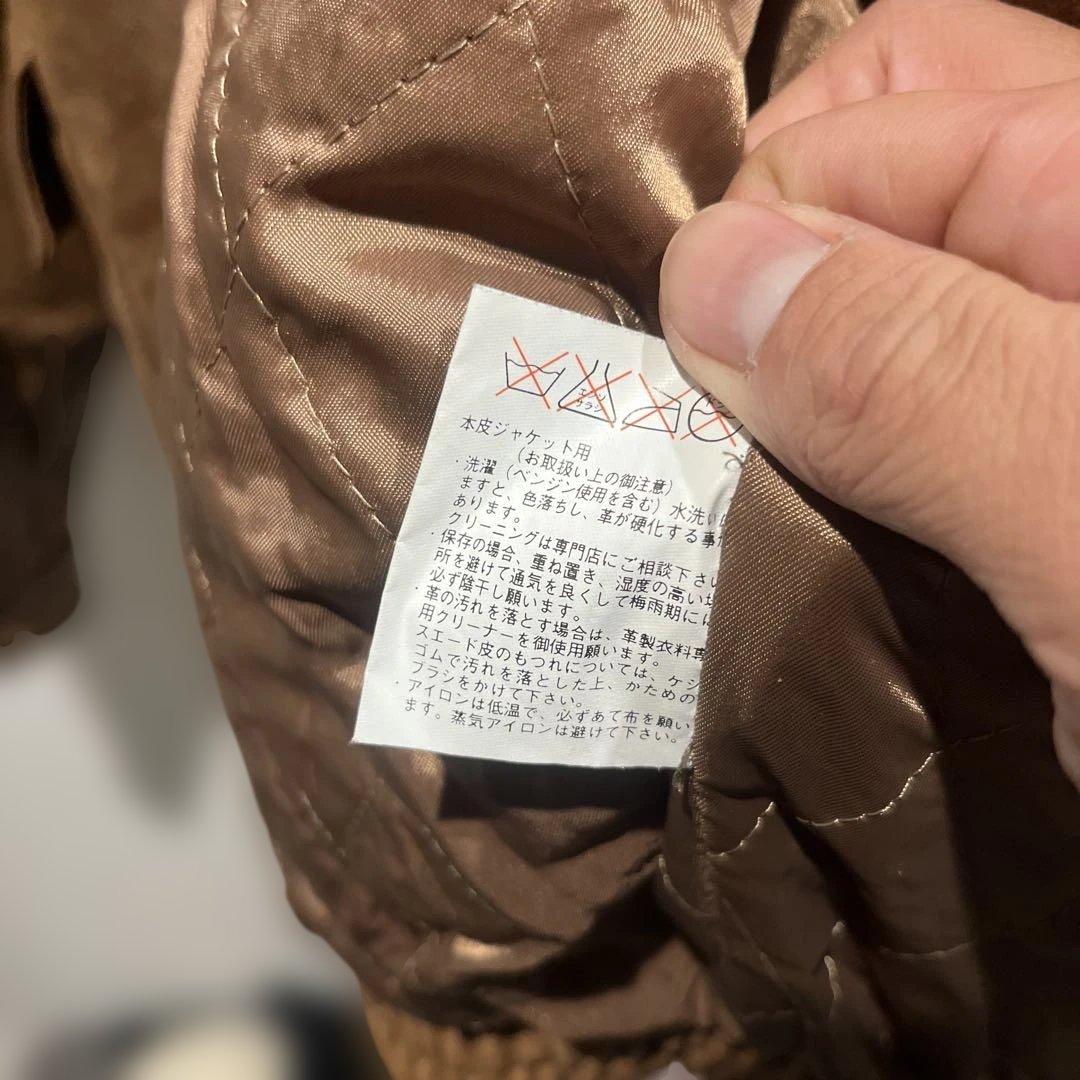 エンソ
サラシ
本皮ジャケット用
(お取扱い上の御注意)
・洗濯(ベンジン使用を含む)水洗い
ますと、色落ちし、革が硬化する事
あります。
クリーニングは専門店にご相談下さい
・保存の場合、重ね置き、湿度の高い場
所を避けて通気を良くして梅雨期に
必ず陰干し願います。
・革の汚れを落とす場合は、革製衣料専
用クリーナーを御使用願います。
スエード皮のもつれについては、ケシ
ゴムで汚れを落とした上、かための
ブラシをかけて下さい。
・アイロンは低温で、必ずあて布を願い
ます。蒸気アイロンは避けて下さい。